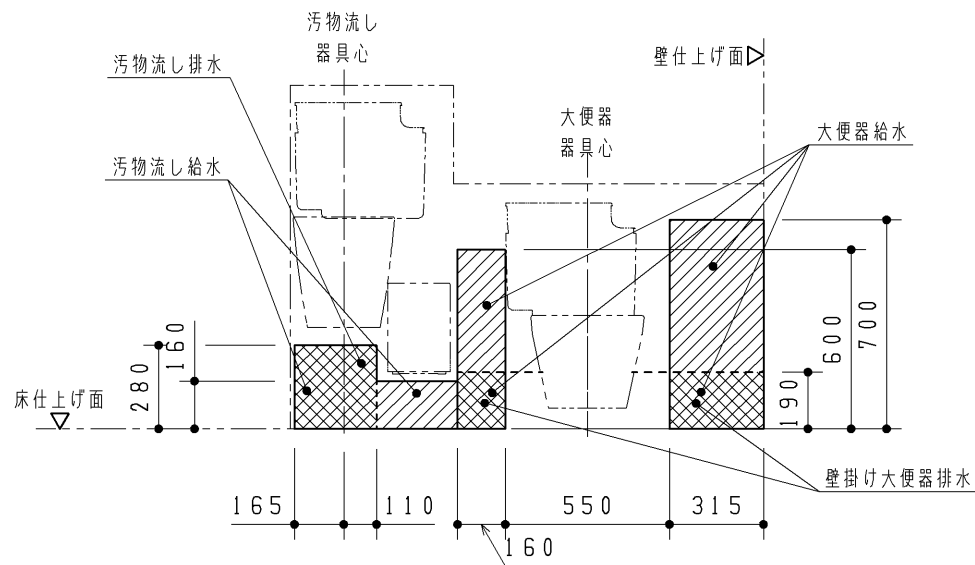 汚物流し
器具心
汚物流し排水
壁仕上げ面
大便器
器具心
大便器給水
汚物流し給水
160
280
600
700
190
床仕上げ面
壁掛け大便器排水
165
110
550
315
160